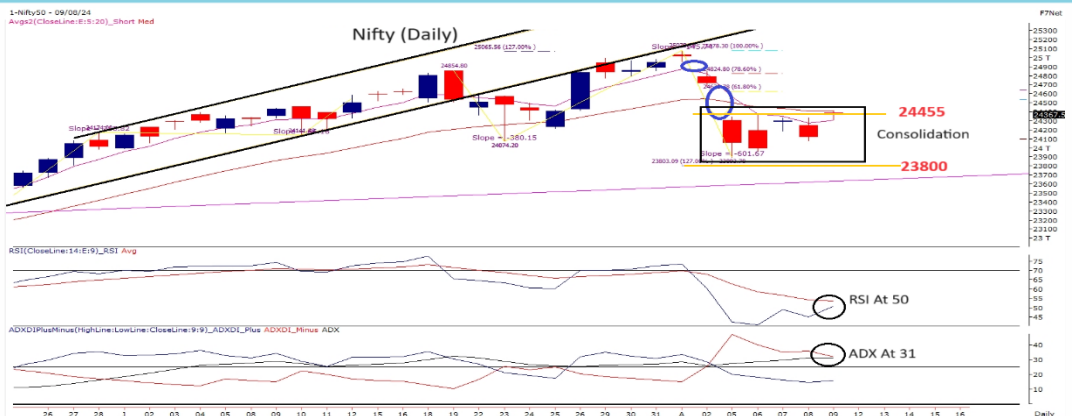 1-Nifty50 - 09/08/24
F7Net
Avgs2(CloseLine:E:5:20)_Short Med
Nifty (Daily)
25065.56 (127.00%)
24854.80
24824.80 (78.60%)
24455
Consolidation
Slope = -380.15
24074.20
Slope = -601.67
23800
25300
25200
25100
25 T
24900
24800
24700
24600
24500
24400
24300
24200
24100
24 T
23900
23800
23700
23600
23500
23400
23300
23200
23100
23 T
RSI(CloseLine:14:E:9)_RSI Avg
75
70
65
60
55
50
45
RSI At 50
ADXDIPlusMinus(HighLine:LowLine:CloseLine:9:9)_ADXDI_Plus ADXDI_Minus ADX
40
30
20
10
ADX At 31
26 27 28 1 02 03 04 05 08 09 10 11 12 15 16 18 19 22 23 24 25 26 29 30 31 A 02 05 06 07 08 09 12 13 14 15 16 Daily